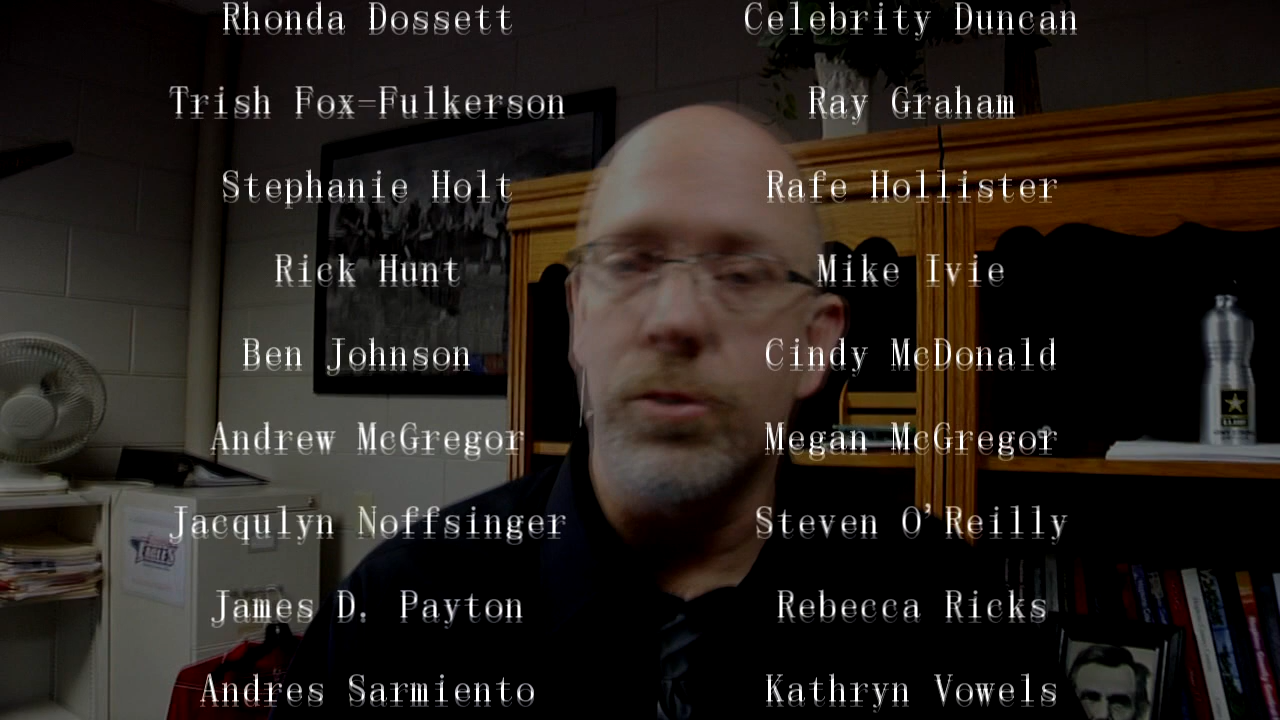 Rhonda Dossett
Celebrity Duncan
Trish Fox-Fulkerson
Ray Graham
Stephanie Holt
Rafe Hollister
Rick Hunt
Mike Ivie
Ben Johnson
Cindy McDonald
Andrew McGregor
Megan McGregor
Jacqulyn Noffsinger
Steven O'Reilly
EAGLES
James D. Payton
Rebecca Ricks
Andres Sarmiento
Kathryn Vowels